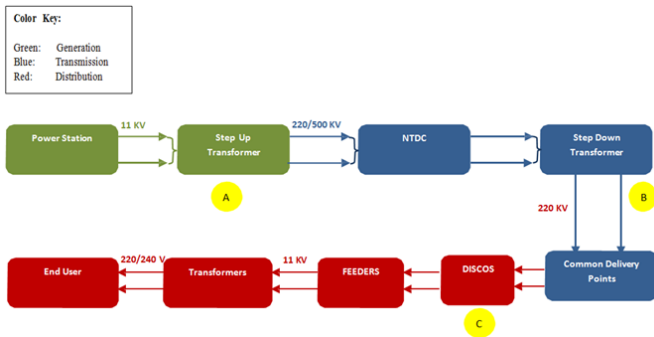 Color Key:
Green: Generation
Blue: Transmission
Red: Distribution
11 KV
220/500 KV
Power Station
Step Up
Transformer
NTDC
Step Down
Transformer
A
B
220 KV
220/240 V
11 KV
End User
Transformers
FEEDERS
DISCOS
Common Delivery
Points
C